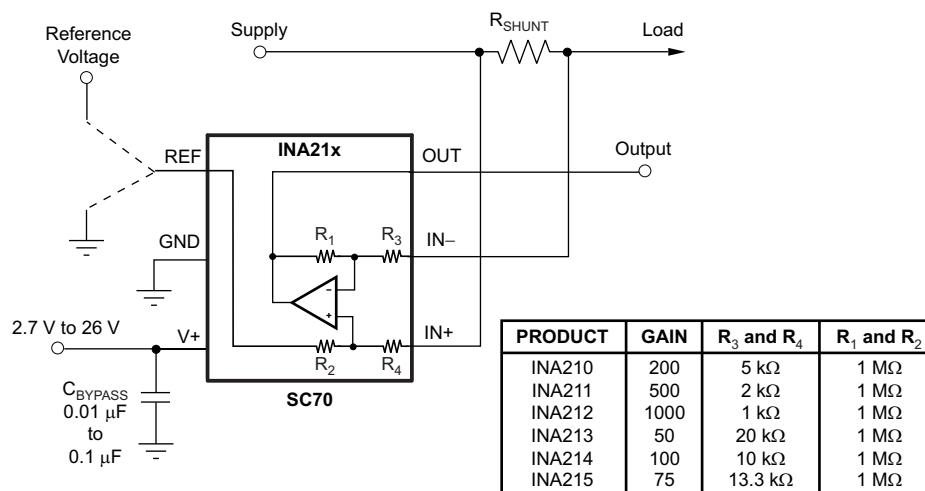 Reference
Voltage
Supply
RSHUNT
Load
REF
INA21x
OUT
Output
GND
R1
R3
IN−
−
+
2.7 V to 26 V
V+
R2
R4
IN+
CBYPASS
0.01 μF
to
0.1 μF
SC70
PRODUCT GAIN R3 and R4 R1 and R2
INA210 200 5 kΩ 1 MΩ
INA211 500 2 kΩ 1 MΩ
INA212 1000 1 kΩ 1 MΩ
INA213 50 20 kΩ 1 MΩ
INA214 100 10 kΩ 1 MΩ
INA215 75 13.3 kΩ 1 MΩ